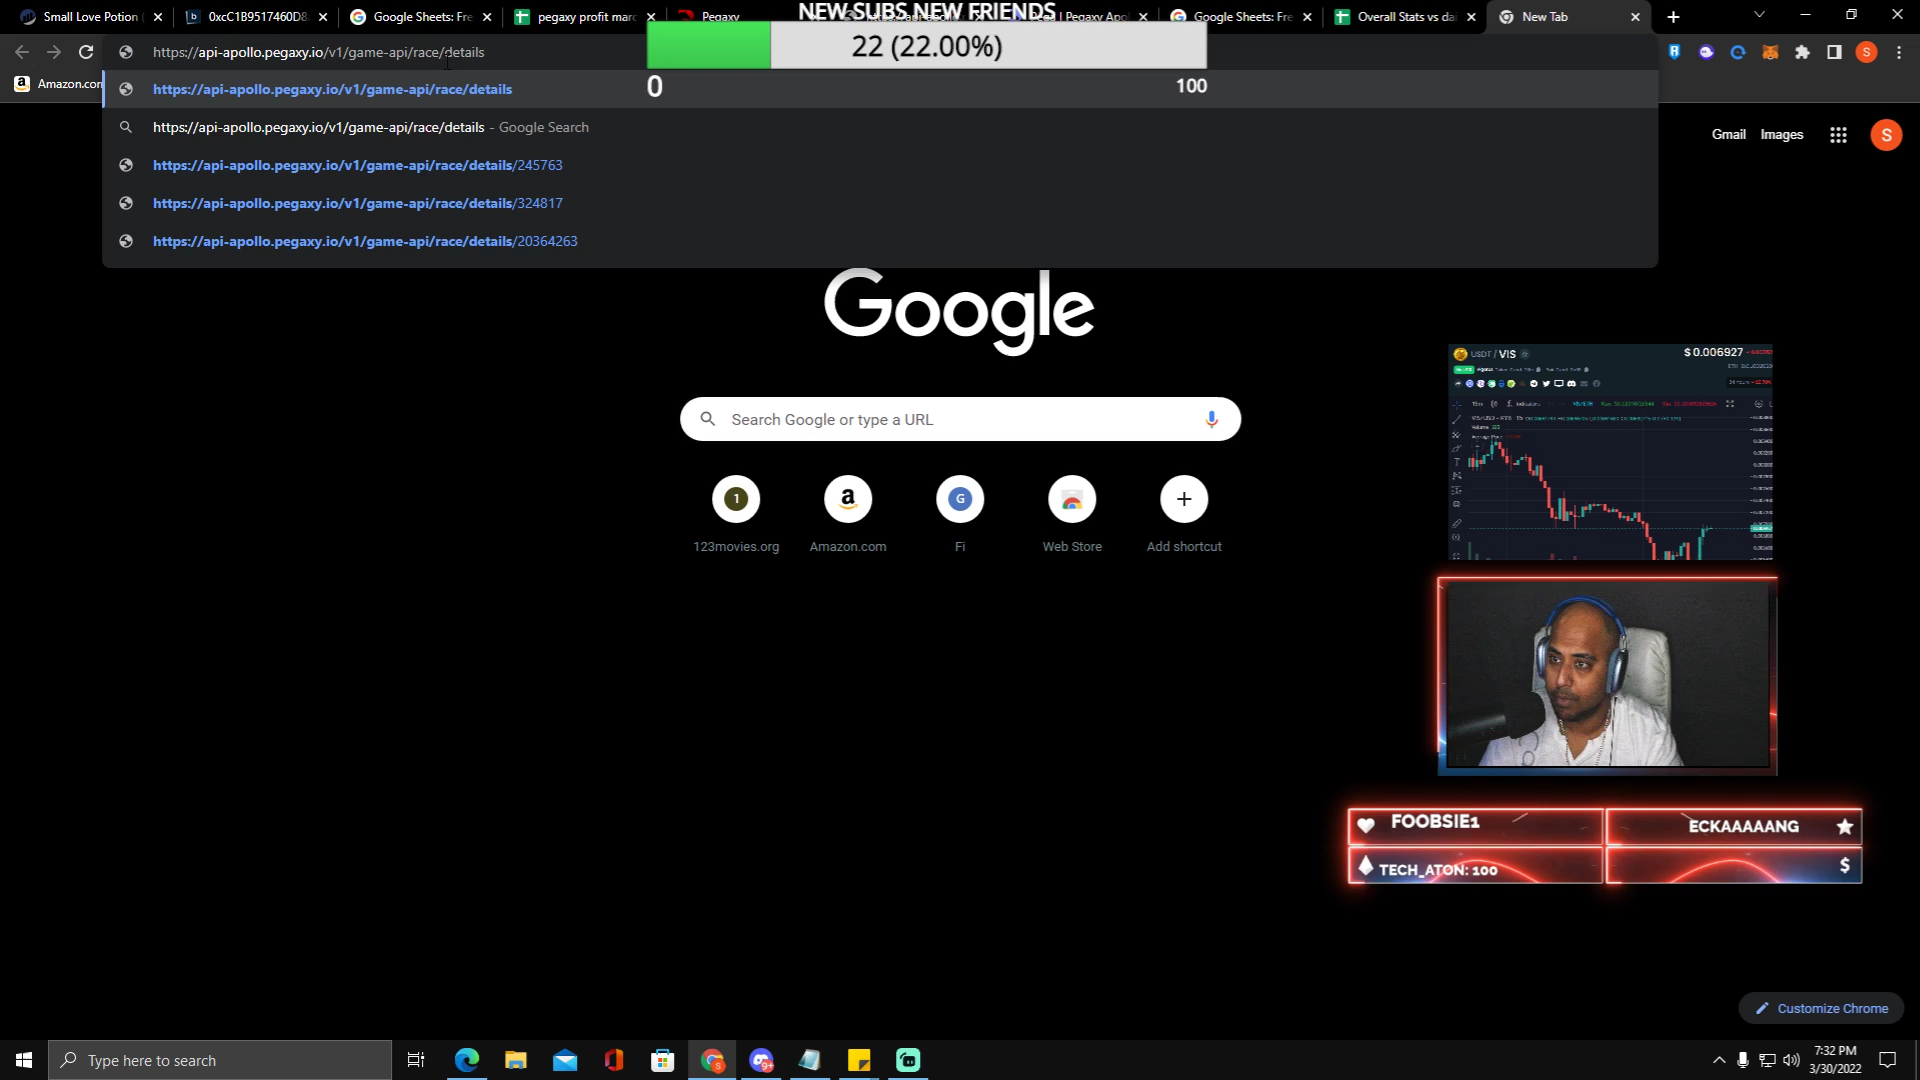 Small Love Potion (
0xcC1B9517460D8
Google Sheets: Fre
pegaxy profit marg
Pegaxy
Pegaxy Apo
Google Sheets: Fre
Overall Stats vs dai
New Tab
NEW SUBS NEW FRIENDS
22 (22.00%)
0
100
https://api-apollo.pegaxy.io/v1/game-api/race/details
Amazon.com
https://api-apollo.pegaxy.io/v1/game-api/race/details
https://api-apollo.pegaxy.io/v1/game-api/race/details - Google Search
https://api-apollo.pegaxy.io/v1/game-api/race/details/245763
https://api-apollo.pegaxy.io/v1/game-api/race/details/324817
https://api-apollo.pegaxy.io/v1/game-api/race/details/20364263
Gmail
Images
S
S
Google
Search Google or type a URL
1
123movies.org
a
Amazon.com
G
Fi
Web Store
Add shortcut
USDT / VIS
$0.006927
FOOBSIE1
ECKAAAAANG
TECH_ATON: 100
$
Customize Chrome
Type here to search
9+
7:32 PM
3/30/2022